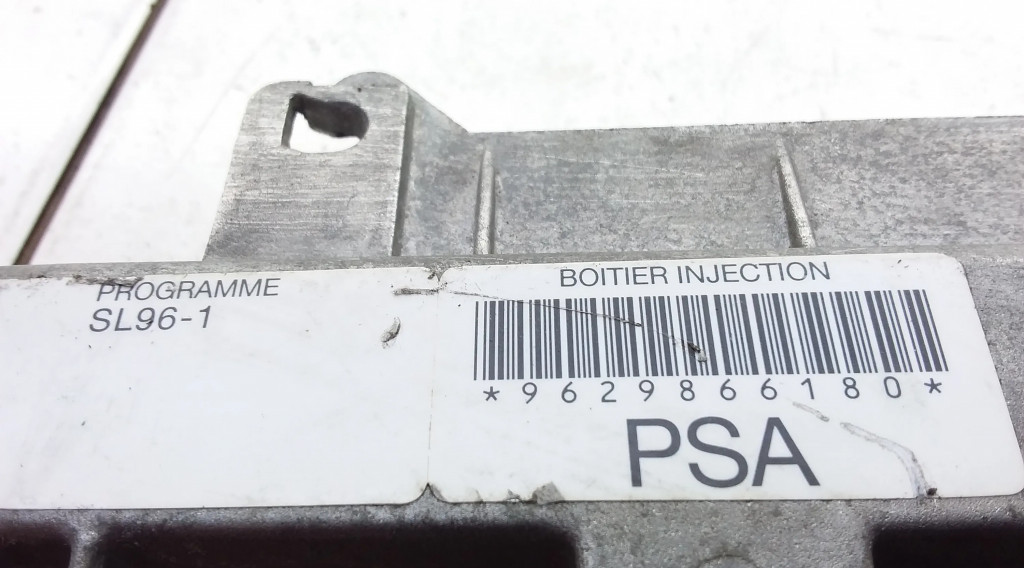 PROGRAMME
SL96-1
BOITIER INJECTION
*9629866180*
PSA